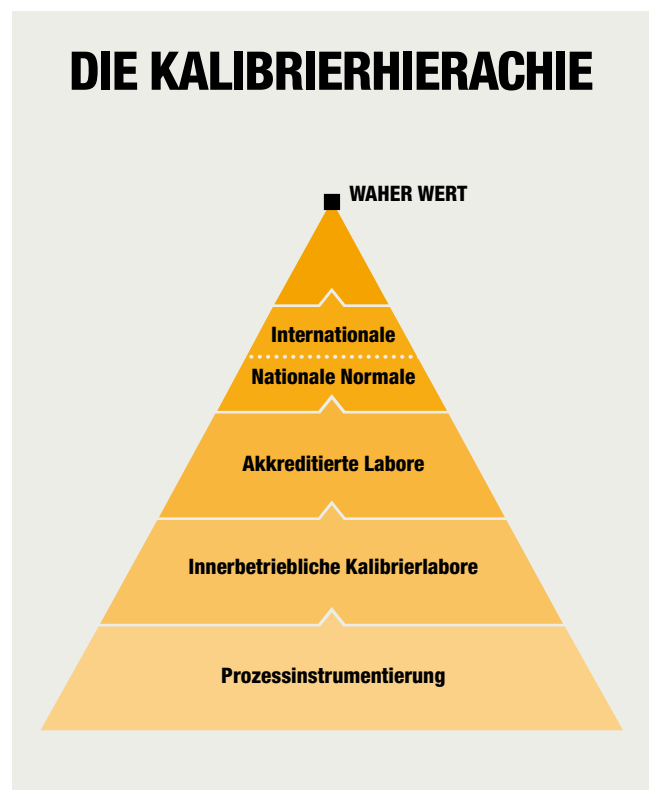 DIE KALIBRIERHIERACHIE
WAHER WERT
Internationale
Nationale Normale
Akkreditierte Labore
Innerbetriebliche Kalibrierlabore
Prozessinstrumentierung